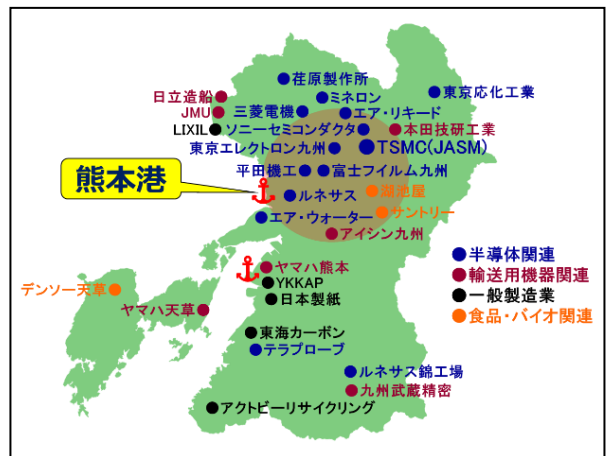 荏原製作所
東京応化工業
日立造船
ミネロン
JMU
三菱電機
エア・リキード
LIXIL
ソニーセミコンダクタ
本田技研工業
東京エレクトロン九州
TSMC(JASM)
平田機工
富士フイルム九州
熊本港
ルネサス
湖池屋
サントリー
エア・ウォーター
アイシン九州
半導体関連
輸送用機器関連
一般製造業
食品・バイオ関連
ヤマハ熊本
YKKAP
日本製紙
デンソー天草
ヤマハ天草
東海カーボン
テラプローブ
ルネサス錦工場
九州武蔵精密
アクトビーリサイクリング